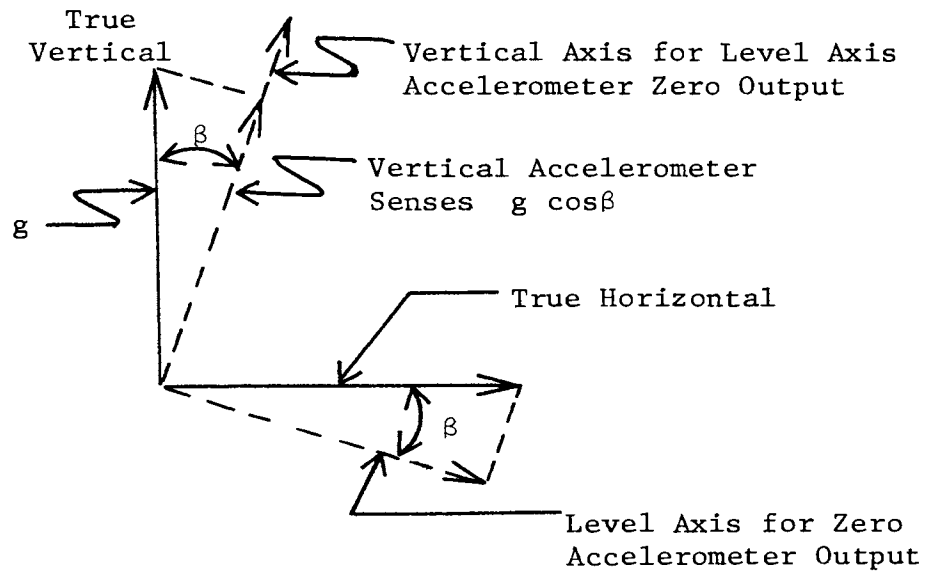 True
Vertical
Vertical Axis for Level Axis
Accelerometer Zero Output
β
Vertical Accelerometer
Senses g cosβ
g
True Horizontal
β
Level Axis for Zero
Accelerometer Output